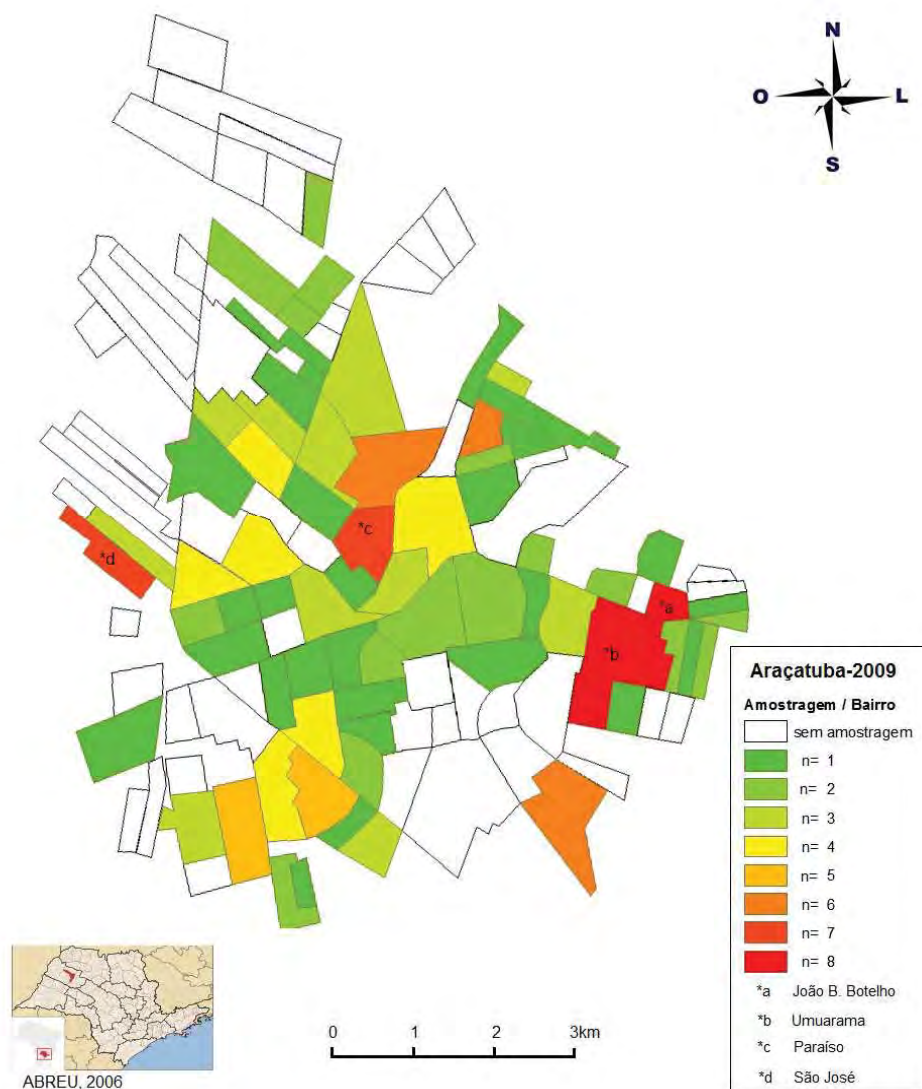 N
O
L
S
*c
*d
*a
*b
Araçatuba-2009
Amostragem / Bairro
sem amostragem
n= 1
n= 2
n= 3
n= 4
n= 5
n= 6
n= 7
n= 8
*a João B. Botelho
*b Umuarama
*c Paraíso
*d São José
0 1 2 3km
ABREU, 2006